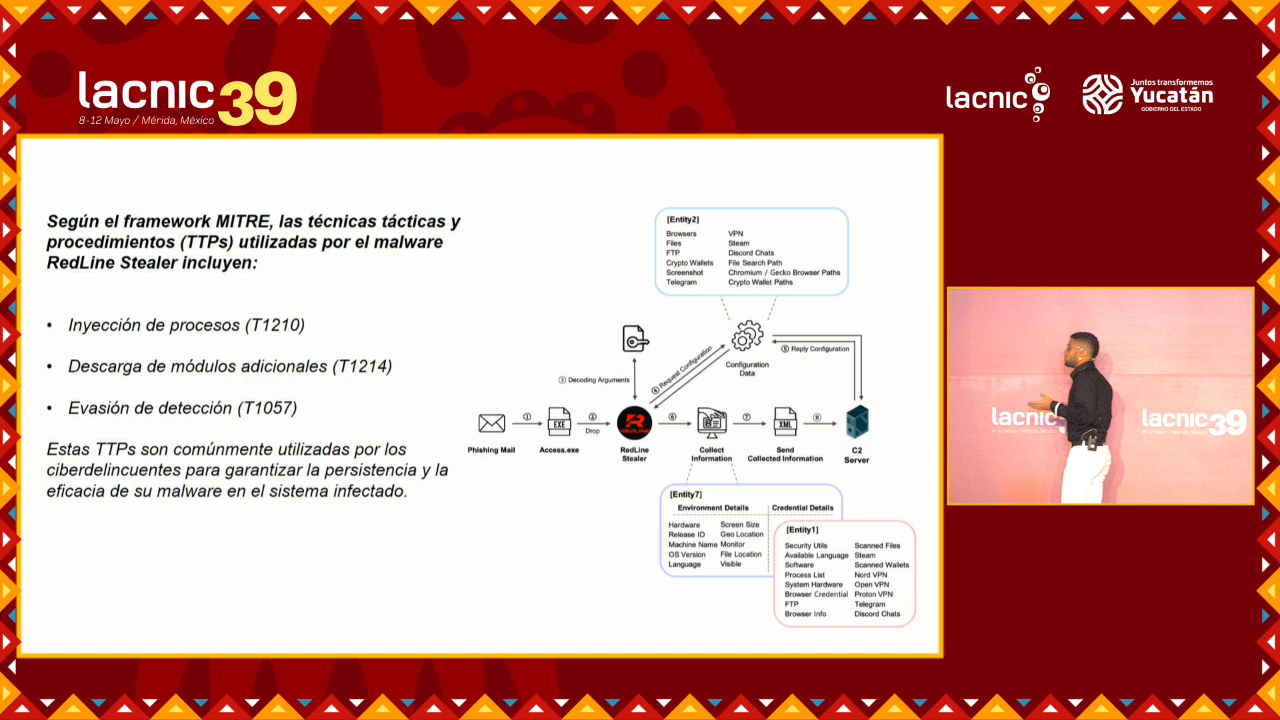 lacnic39
8-12 Mayo / Mérida, México
lacnic
Juntos transformemos
Yucatán
GOBIERNO DEL ESTADO
Según el framework MITRE, las técnicas tácticas y
procedimientos (TTPs) utilizadas por el malware
RedLine Stealer incluyen:
• Inyección de procesos (T1210)
• Descarga de módulos adicionales (T1214)
• Evasión de detección (T1057)
Estas TTPs son comúnmente utilizadas por los
ciberdelincuentes para garantizar la persistencia y la
eficacia de su malware en el sistema infectado.
[Entity2]
Browsers VPN
Files Steam
FTP Discord Chats
Crypto Wallets File Search Path
Screenshot Chromium / Gecko Browser Paths
Telegram Crypto Wallet Paths
⑤ Reply Configuration
④ Request Configuration
Configuration
Data
③ Decoding Arguments
① ② ⑥ ⑦ ⑧
EXE
REDLINE
XML
Drop
Phishing Mail
Access.exe
RedLine
Stealer
Collect
Information
Send
Collected Information
C2
Server
[Entity7]
Environment Details Credential Details
Hardware Screen Size
Release ID Geo Location
Machine Name Monitor
OS Version File Location
Language Visible
[Entity1]
Security Utils Scanned Files
Available Language Steam
Software Scanned Wallets
Process List Nord VPN
System Hardware Open VPN
Browser Credential Proton VPN
FTP Telegram
Browser Info Discord Chats
lacnic
lacnic39